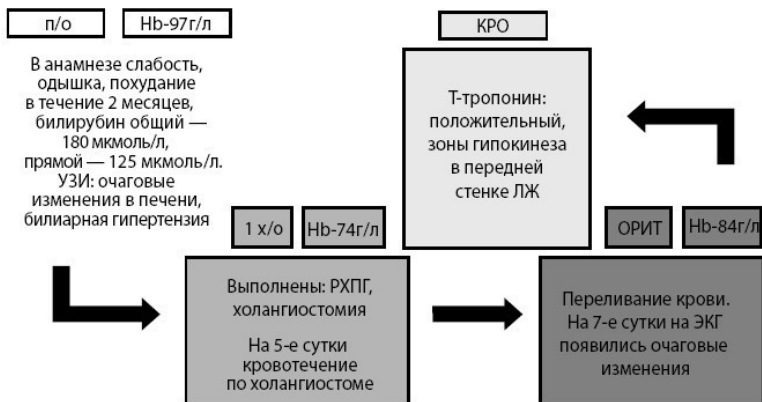 п/о
Hb-97г/л
В анамнезе слабость,
одышка, похудание
в течение 2 месяцев,
билирубин общий —
180 мкмоль/л,
прямой — 125 мкмоль/л.
УЗИ: очаговые
изменения в печени,
билиарная гипертензия
1 х/о
Hb-74г/л
Выполнены: РХПГ,
холангиостомия
На 5-е сутки
кровотечение
по холангиостоме
ОРИТ
Hb-84г/л
Переливание крови.
На 7-е сутки на ЭКГ
появились очаговые
изменения
КРО
Т-тропонин:
положительный,
зоны гипокинеза
в передней
стенке ЛЖ